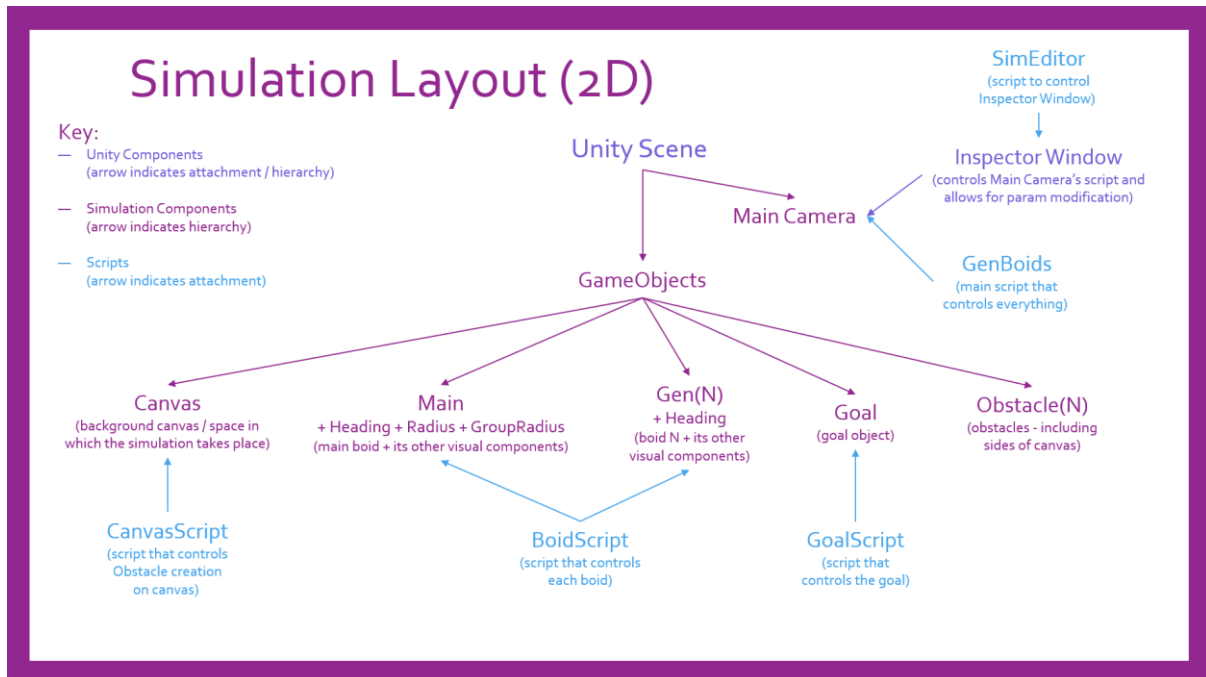 Simulation Layout (2D)
Key:
— Unity Components
(arrow indicates attachment / hierarchy)
— Simulation Components
(arrow indicates hierarchy)
— Scripts
(arrow indicates attachment)
SimEditor
(script to control
Inspector Window)
Unity Scene
Inspector Window
(controls Main Camera's script and
allows for param modification)
Main Camera
GameObjects
GenBoids
(main script that
controls everything)
Canvas
(background canvas / space in
which the simulation takes place)
Main
+ Heading + Radius + GroupRadius
(main boid + its other visual components)
Gen(N)
+ Heading
(boid N + its other
visual components)
Goal
(goal object)
Obstacle(N)
(obstacles - including
sides of canvas)
CanvasScript
(script that controls
Obstacle creation
on canvas)
BoidScript
(script that controls
each boid)
GoalScript
(script that
controls the goal)